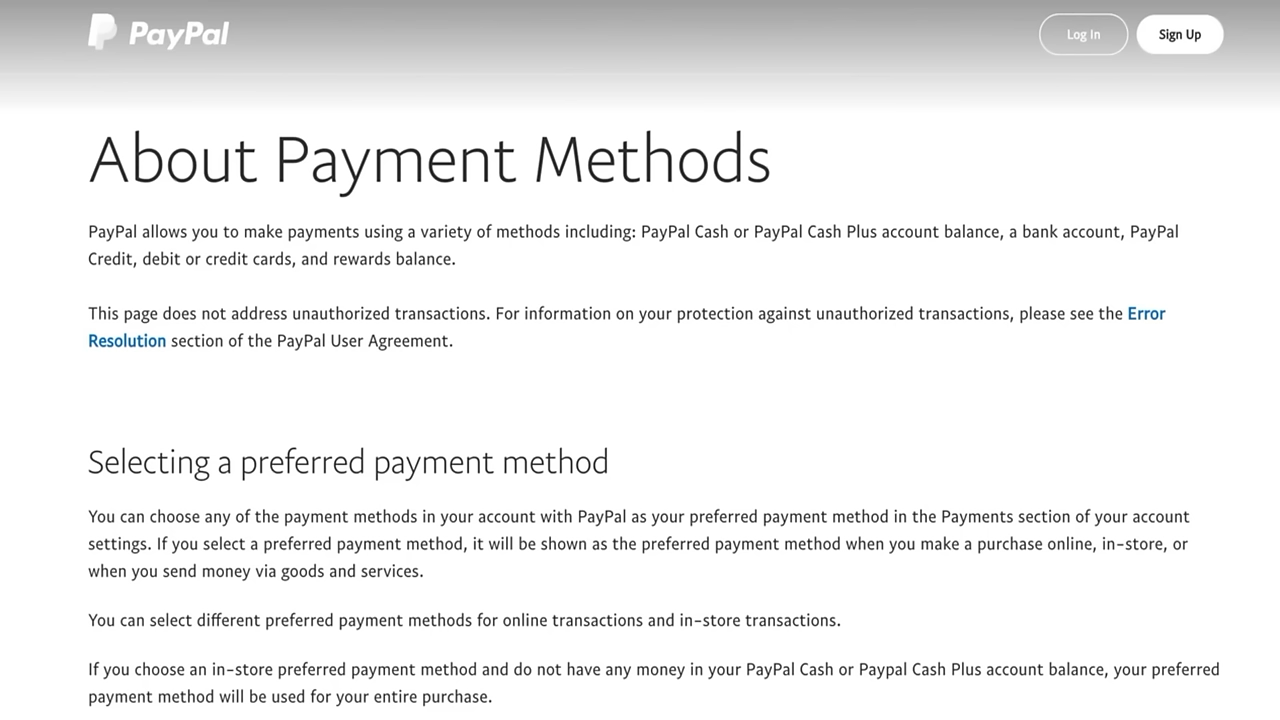 PayPal
Log In
Sign Up
About Payment Methods
PayPal allows you to make payments using a variety of methods including: PayPal Cash or PayPal Cash Plus account balance, a bank account, PayPal
Credit, debit or credit cards, and rewards balance.
This page does not address unauthorized transactions. For information on your protection against unauthorized transactions, please see the Error
Resolution section of the PayPal User Agreement.
Selecting a preferred payment method
You can choose any of the payment methods in your account with PayPal as your preferred payment method in the Payments section of your account
settings. If you select a preferred payment method, it will be shown as the preferred payment method when you make a purchase online, in-store, or
when you send money via goods and services.
You can select different preferred payment methods for online transactions and in-store transactions.
If you choose an in-store preferred payment method and do not have any money in your PayPal Cash or Paypal Cash Plus account balance, your preferred
payment method will be used for your entire purchase.